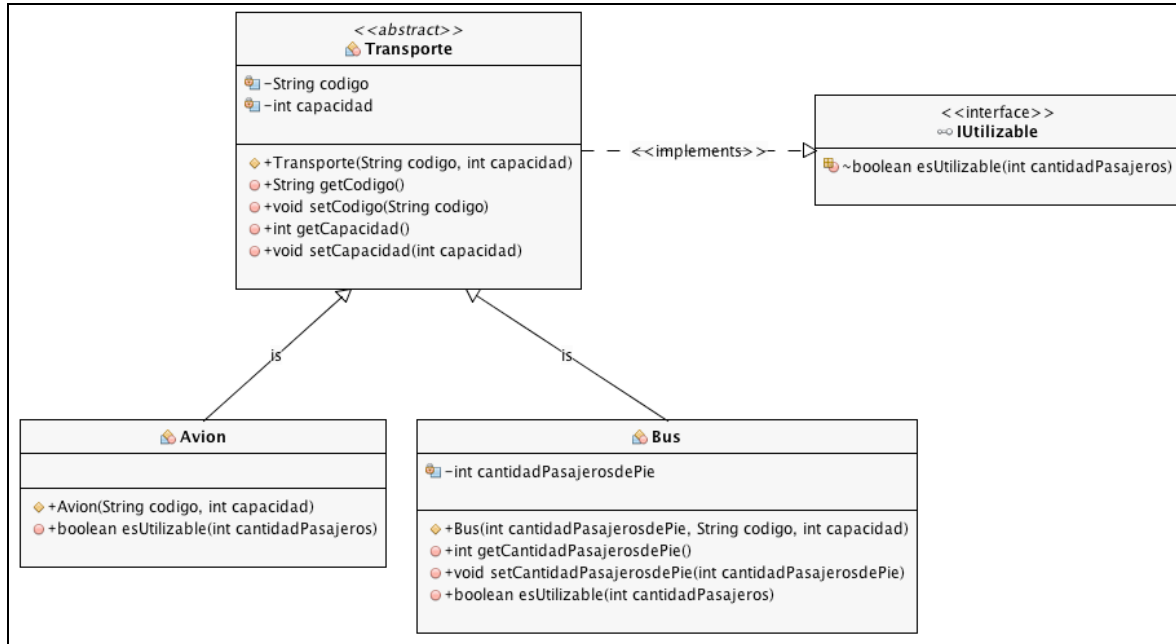 <<abstract>>
Transporte
-String codigo
-int capacidad
+Transporte(String codigo, int capacidad)
+String getCodigo()
+void setCodigo(String codigo)
+int getCapacidad()
+void setCapacidad(int capacidad)
<<implements>>
<<interface>>
IUtilizable
~boolean esUtilizable(int cantidadPasajeros)
is
is
Avion
+Avion(String codigo, int capacidad)
+boolean esUtilizable(int cantidadPasajeros)
Bus
-int cantidadPasajerosdePie
+Bus(int cantidadPasajerosdePie, String codigo, int capacidad)
+int getCantidadPasajerosdePie()
+void setCantidadPasajerosdePie(int cantidadPasajerosdePie)
+boolean esUtilizable(int cantidadPasajeros)